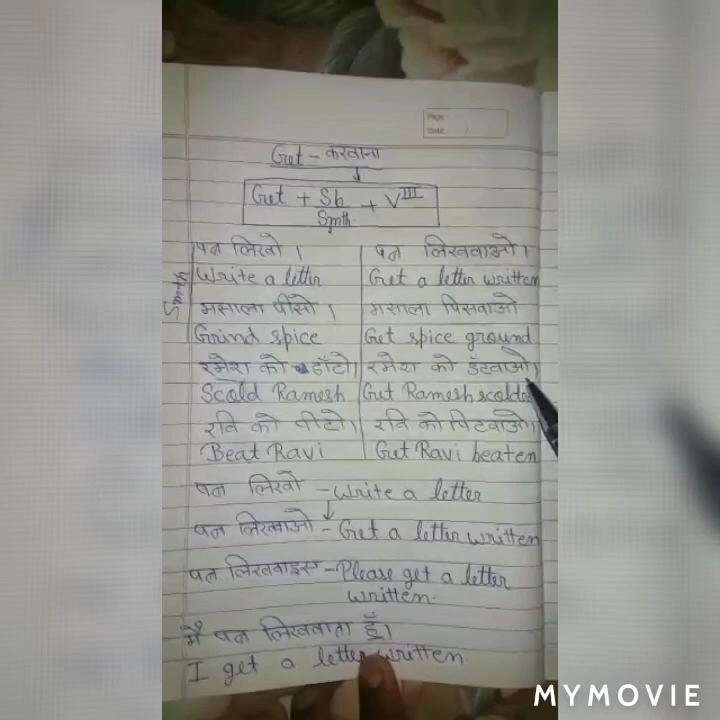 Page
Date
Get - करवाना
Get + Sb/Smth + V III
पत्र लिखो। पत्र लिखवाओ।
Write a letter Get a letter written
मसाला पीसो। मसाला पिसवाओ
Grind spice Get spice ground
रमेश को डाँटो। रमेश को डँटवाओ।
Scold Ramesh Get Ramesh scolde
रवि को पीटो। रवि को पिटवाओ।
Beat Ravi Get Ravi beaten
पत्र लिखो - Write a letter
पत्र लिखवाओ - Get a letter written
पत्र लिखवाइए - Please get a letter
written.
मैं पत्र लिखवाता हूँ।
I get a letter written
MYMOVIE